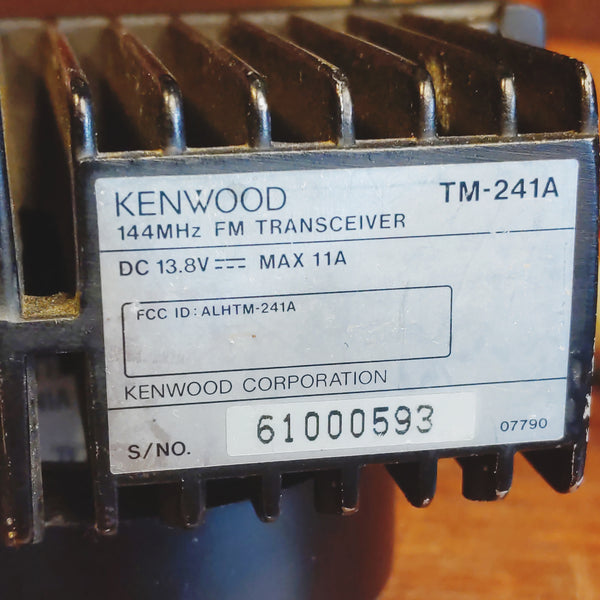 KENWOOD TM-241A
144MHz FM TRANSCEIVER
DC 13.8V ⎓ MAX 11A
FCC ID: ALHTM-241A
KENWOOD CORPORATION
S/NO. 61000593 07790